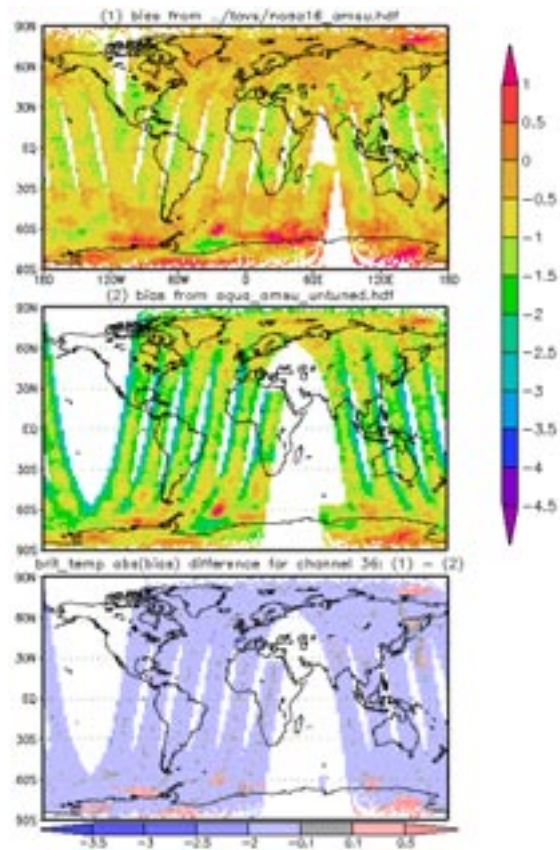 (1) bias from ../tovs/noaa16_amsu.hdf
90N
60N
30N
EQ
30S
60S
90S
180 120W 60W 0 60E 120E 180
(2) bias from aqua_amsu_untuned.hdf
90N
60N
30N
EQ
30S
60S
90S
brit_temp abs(bias) difference for channel 36: (1) - (2)
90N
60N
30N
EQ
30S
60S
90S
1
0.5
0
-0.5
-1
-1.5
-2
-2.5
-3
-3.5
-4
-4.5
-3.5 -3 -2 -0.1 0.1 0.5